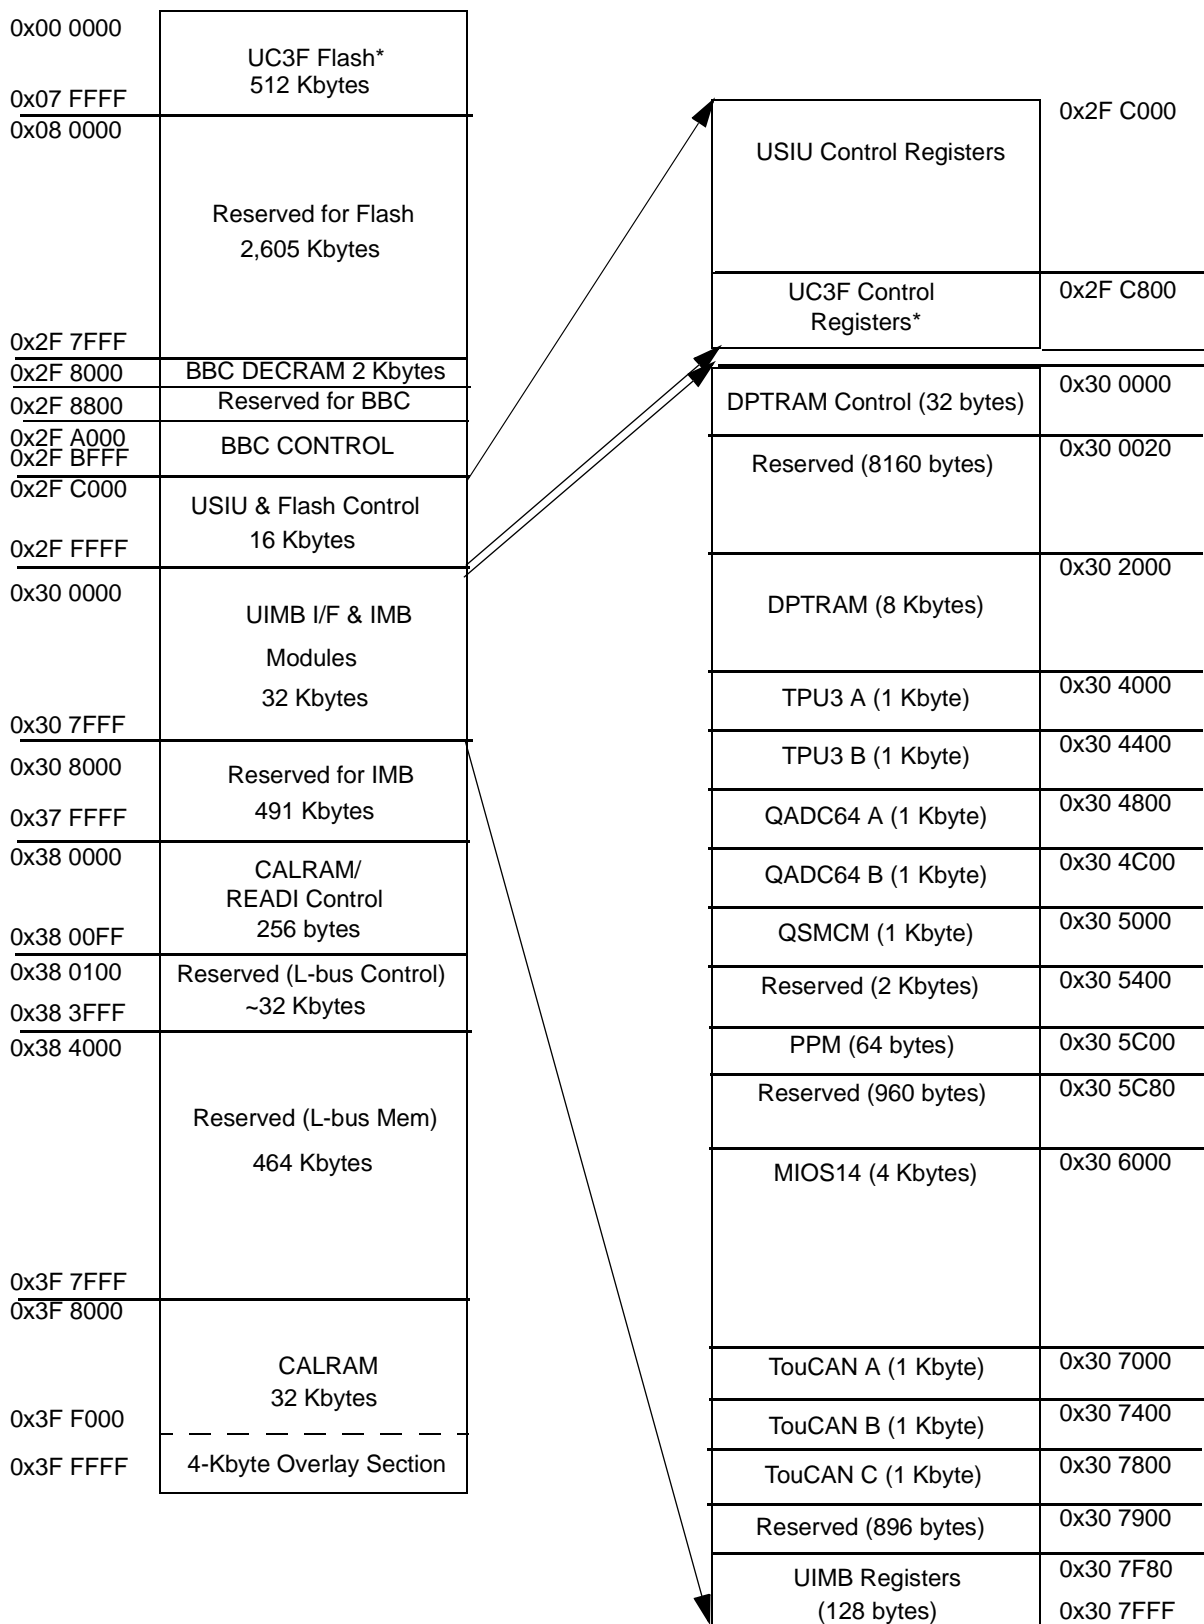 0x00 0000
UC3F Flash*
512 Kbytes
0x07 FFFF
0x08 0000
Reserved for Flash
2,605 Kbytes
0x2F 7FFF
0x2F 8000
BBC DECRAM 2 Kbytes
0x2F 8800
Reserved for BBC
0x2F A000
0x2F BFFF
BBC CONTROL
0x2F C000
USIU & Flash Control
16 Kbytes
0x2F FFFF
0x30 0000
UIMB I/F & IMB
Modules
32 Kbytes
0x30 7FFF
0x30 8000
Reserved for IMB
491 Kbytes
0x37 FFFF
0x38 0000
CALRAM/
READI Control
256 bytes
0x38 00FF
0x38 0100
Reserved (L-bus Control)
~32 Kbytes
0x38 3FFF
0x38 4000
Reserved (L-bus Mem)
464 Kbytes
0x3F 7FFF
0x3F 8000
CALRAM
32 Kbytes
0x3F F000
4-Kbyte Overlay Section
0x3F FFFF
USIU Control Registers
0x2F C000
UC3F Control
Registers*
0x2F C800
DPTRAM Control (32 bytes)
0x30 0000
Reserved (8160 bytes)
0x30 0020
DPTRAM (8 Kbytes)
0x30 2000
TPU3 A (1 Kbyte)
0x30 4000
TPU3 B (1 Kbyte)
0x30 4400
QADC64 A (1 Kbyte)
0x30 4800
QADC64 B (1 Kbyte)
0x30 4C00
QSMCM (1 Kbyte)
0x30 5000
Reserved (2 Kbytes)
0x30 5400
PPM (64 bytes)
0x30 5C00
Reserved (960 bytes)
0x30 5C80
MIOS14 (4 Kbytes)
0x30 6000
TouCAN A (1 Kbyte)
0x30 7000
TouCAN B (1 Kbyte)
0x30 7400
TouCAN C (1 Kbyte)
0x30 7800
Reserved (896 bytes)
0x30 7900
UIMB Registers
(128 bytes)
0x30 7F80
0x30 7FFF